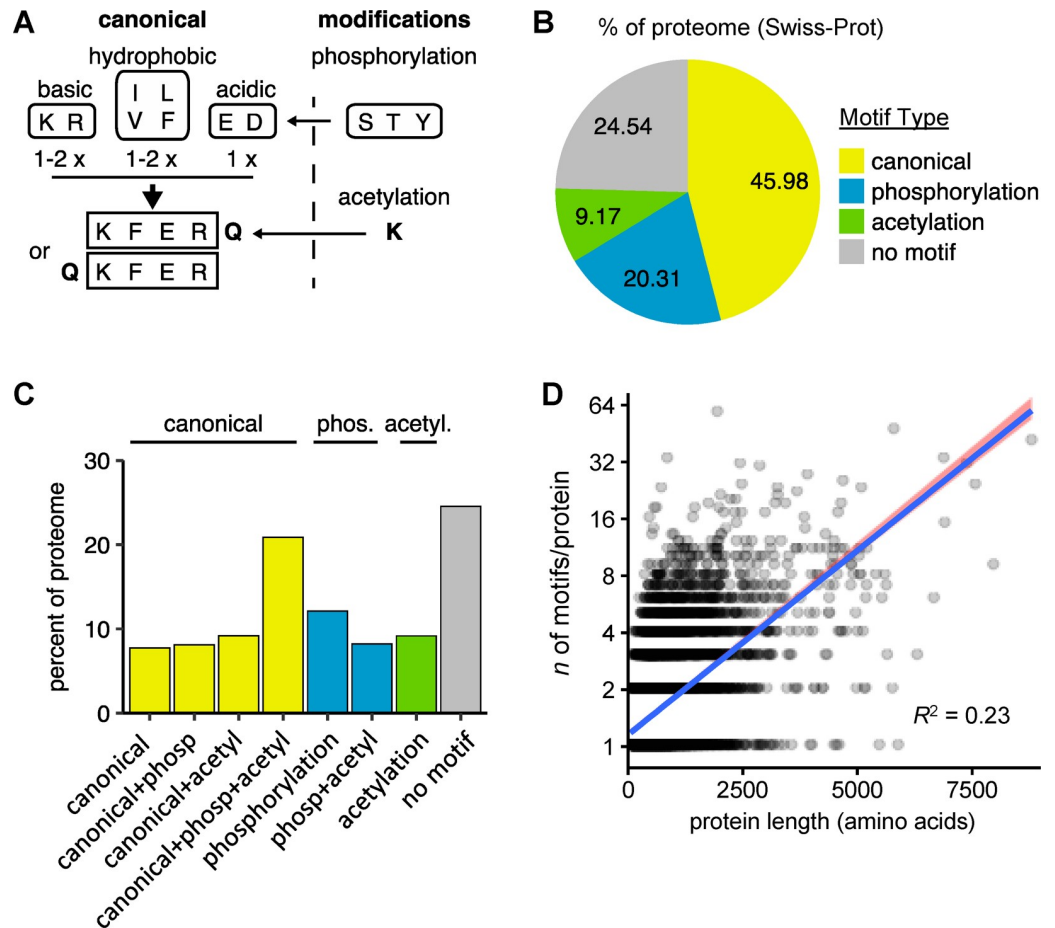 A
canonical
modifications
hydrophobic
phosphorylation
basic
acidic
I L
K R
V F
E D
S T Y
1-2 x
1-2 x
1 x
acetylation
K F E R Q
K
or
Q K F E R
B
% of proteome (Swiss-Prot)
24.54
45.98
9.17
20.31
Motif Type
canonical
phosphorylation
acetylation
no motif
C
canonical
phos.
acetyl.
percent of proteome
30
20
10
0
canonical
canonical+phosp
canonical+acetyl
canonical+phosp+acetyl
phosphorylation
phosp+acetyl
acetylation
no motif
D
n of motifs/protein
64
32
16
8
4
2
1
R² = 0.23
0
2500
5000
7500
protein length (amino acids)